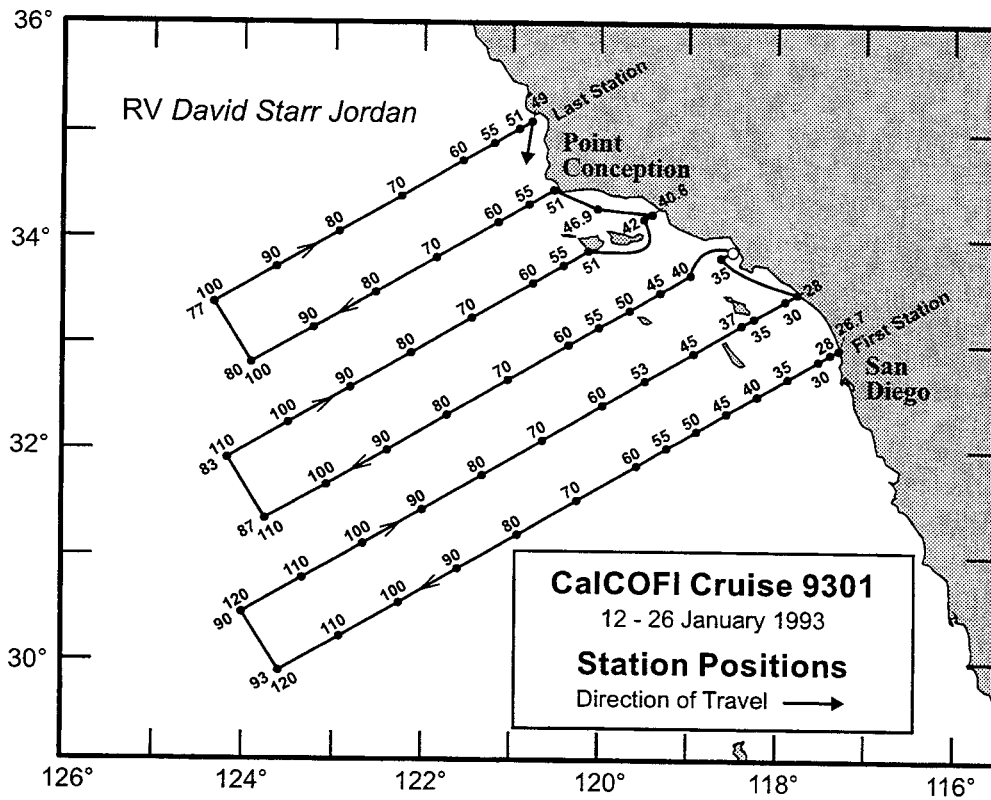 36°
RV David Starr Jordan
60 55 51 49 Last Station
Point
Conception
100 90 80 70
77
34°
60 55 51 46.9 42 40.8
80 100 90 80 70
60 55 51
83 110 100 90 80 70
60 55 50 45 40 35
87 110 100 90 80 70
32°
90 120 110 100 90 80 70 60 53 45 37 35 30 28
93 120 110 100 90 80 70 60 55 50 45 40 35 30 28 26.7 First Station
San
Diego
30°
CalCOFI Cruise 9301
12 - 26 January 1993
Station Positions
Direction of Travel
126° 124° 122° 120° 118° 116°